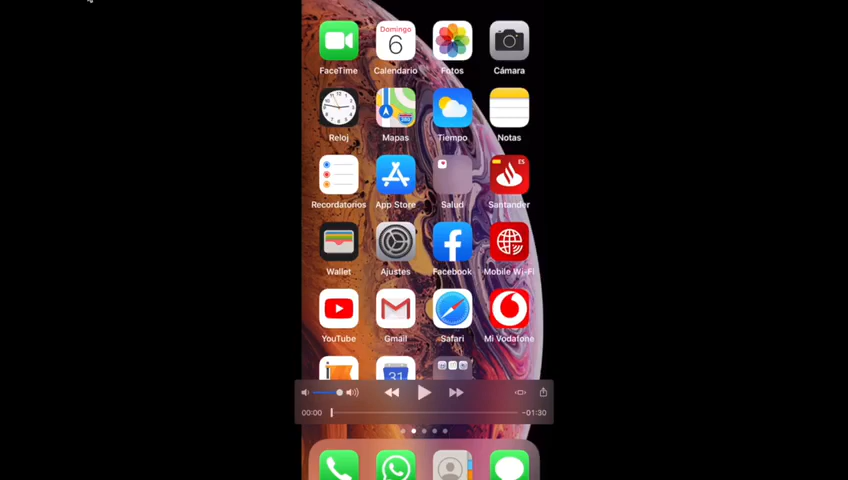 Domingo
6
FaceTime Calendario Fotos Cámara
Reloj Mapas Tiempo Notas
ES
Recordatorios App Store Salud Santander
Wallet Ajustes Facebook Mobile Wi-Fi
YouTube Gmail Safari Mi Vodafone
31
00:00 -01:30